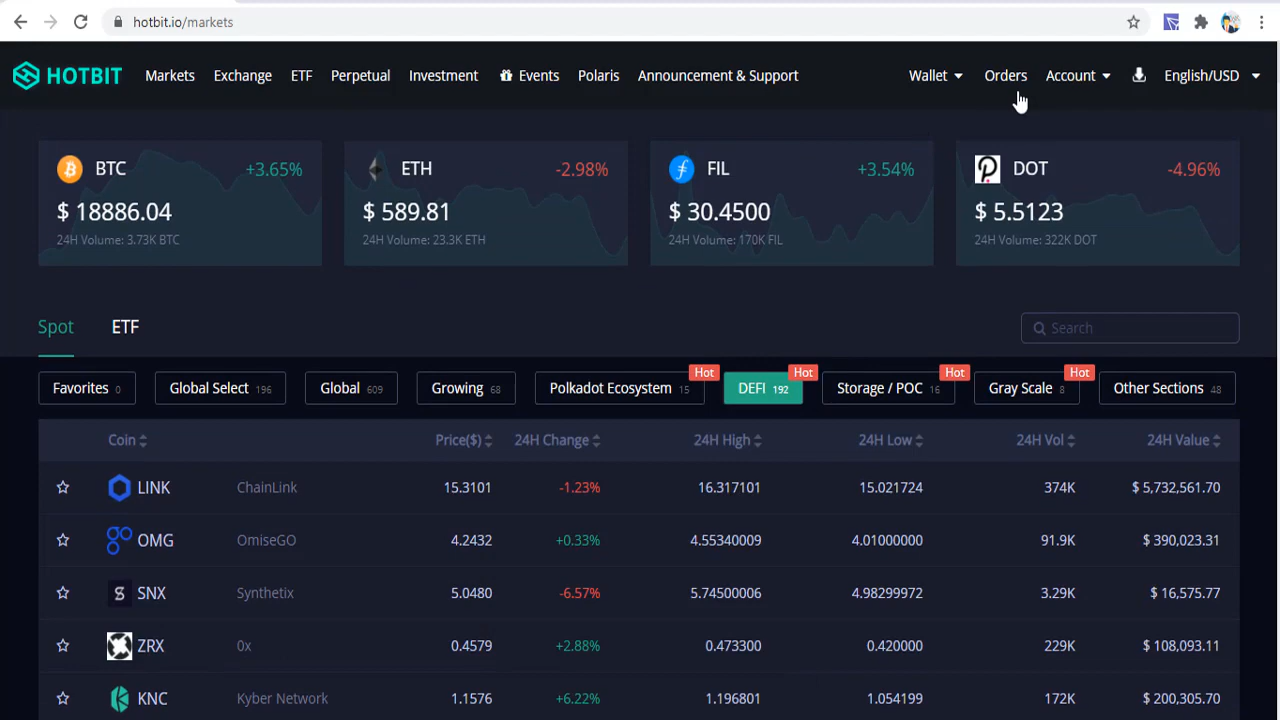 hotbit.io/markets
HOTBIT Markets Exchange ETF Perpetual Investment Events Polaris Announcement & Support Wallet Orders Account English/USD
BTC +3.65% ETH -2.98% FIL +3.54% DOT -4.96%
$ 18886.04 $ 589.81 $ 30.4500 $ 5.5123
24H Volume: 3.73K BTC 24H Volume: 23.3K ETH 24H Volume: 170K FIL 24H Volume: 322K DOT
Spot ETF Search
Hot Hot Hot Hot
Favorites 0 Global Select 196 Global 609 Growing 68 Polkadot Ecosystem 15 DEFI 192 Storage / POC 16 Gray Scale 8 Other Sections 48
Coin Price($) 24H Change 24H High 24H Low 24H Vol 24H Value
LINK ChainLink 15.3101 -1.23% 16.317101 15.021724 374K $ 5,732,561.70
OMG OmiseGO 4.2432 +0.33% 4.55340009 4.01000000 91.9K $ 390,023.31
SNX Synthetix 5.0480 -6.57% 5.74500006 4.98299972 3.29K $ 16,575.77
ZRX 0x 0.4579 +2.88% 0.473300 0.420000 229K $ 108,093.11
KNC Kyber Network 1.1576 +6.22% 1.196801 1.054199 172K $ 200,305.70